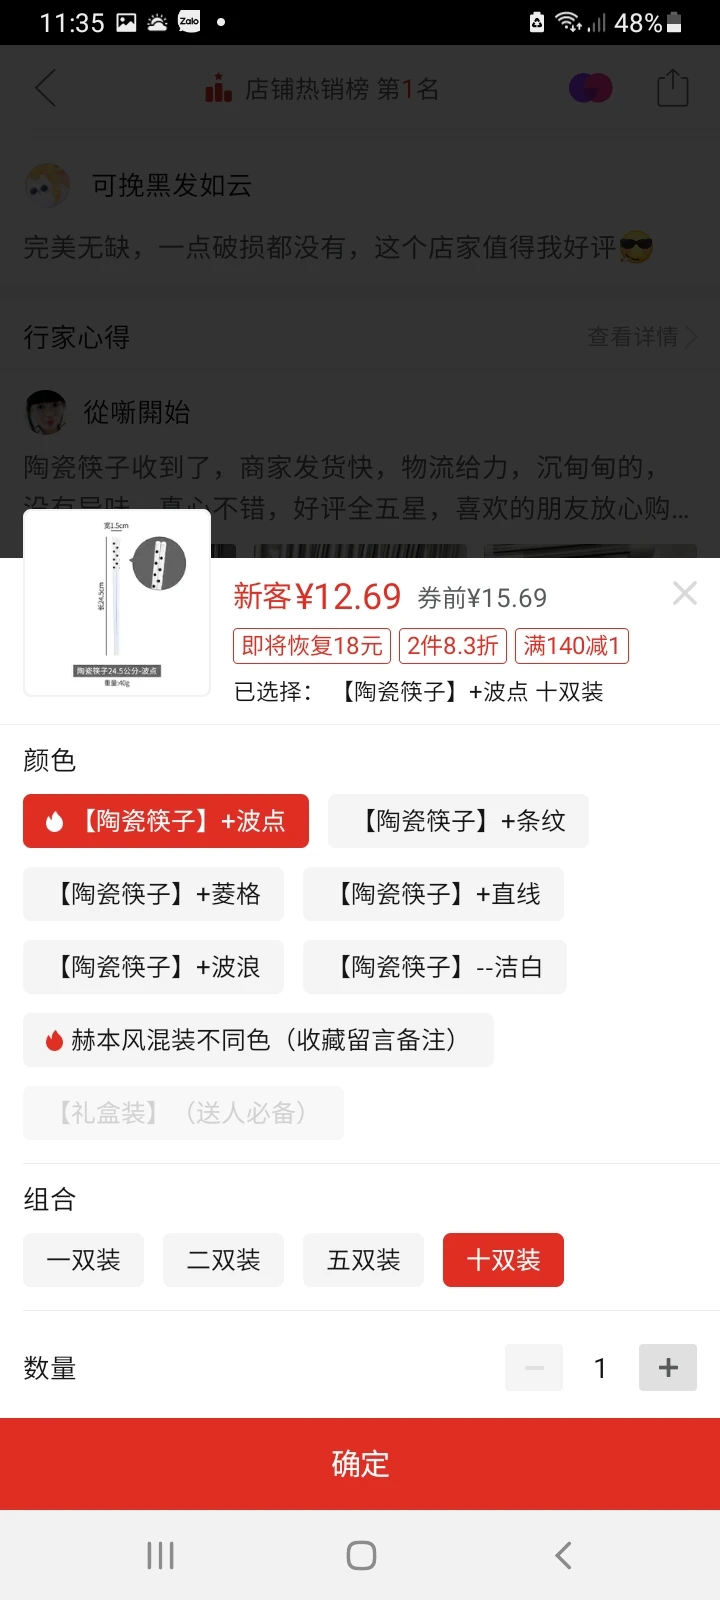 11:35
Zalo
48%
店铺热销榜 第1名
可挽黑发如云
完美无缺，一点破损都没有，这个店家值得我好评😎
行家心得
查看详情
從噺開始
陶瓷筷子收到了，商家发货快，物流给力，沉甸甸的，
没有异味，真心不错，好评全五星，喜欢的朋友放心购...
宽1.5cm
长24.5cm
陶瓷筷子24.5公分-波点
重量:40g
新客¥12.69 券前¥15.69
即将恢复18元 2件8.3折 满140减1
已选择： 【陶瓷筷子】+波点 十双装
颜色
【陶瓷筷子】+波点
【陶瓷筷子】+条纹
【陶瓷筷子】+菱格
【陶瓷筷子】+直线
【陶瓷筷子】+波浪
【陶瓷筷子】--洁白
赫本风混装不同色（收藏留言备注）
【礼盒装】（送人必备）
组合
一双装 二双装 五双装 十双装
数量
− 1 +
确定